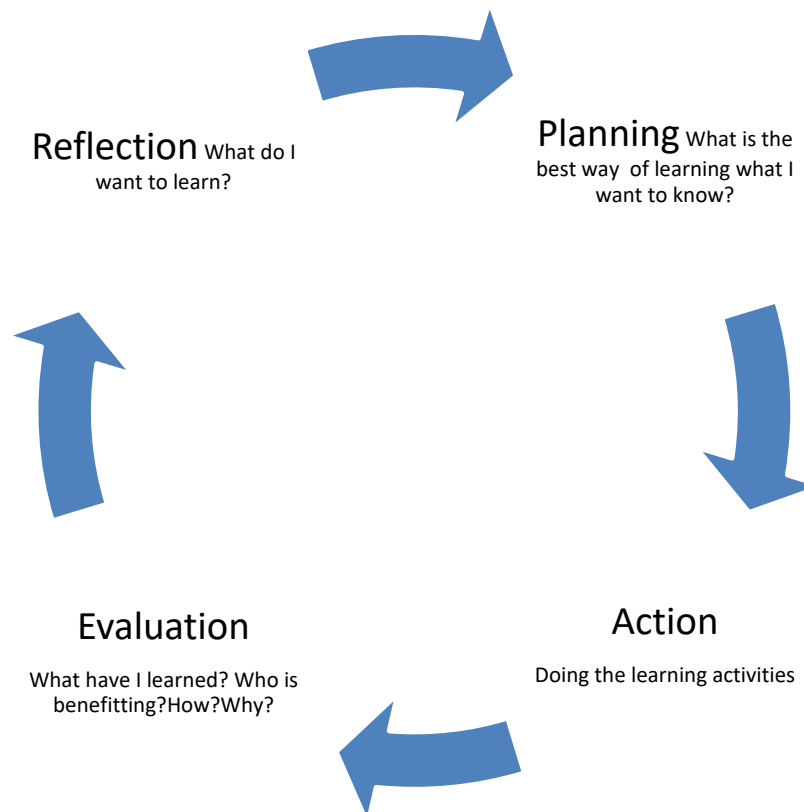 Reflection What do I
want to learn?
Planning What is the
best way  of learning what I
want to know?
Evaluation
What have I learned? Who is
benefitting?How?Why?
Action
Doing the learning activities